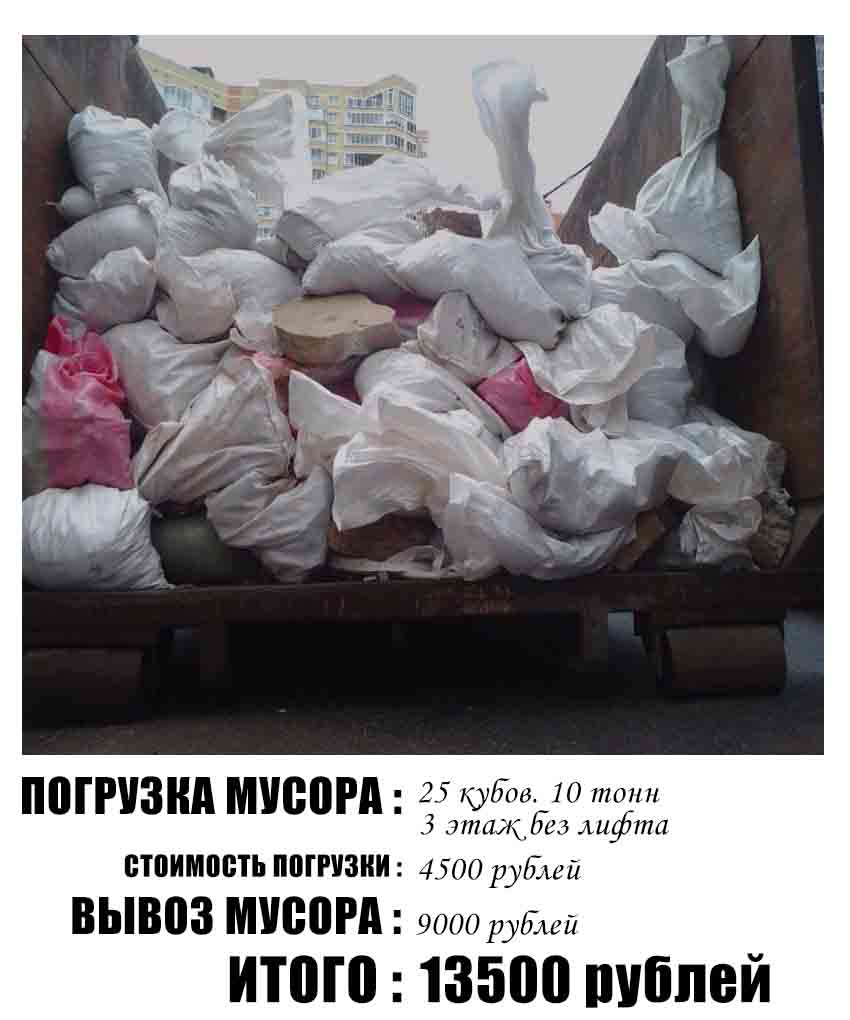 ПОГРУЗКА МУСОРА : 25 кубов. 10 тонн
3 этаж без лифта
СТОИМОСТЬ ПОГРУЗКИ : 4500 рублей
ВЫВОЗ МУСОРА : 9000 рублей
ИТОГО : 13500 рублей